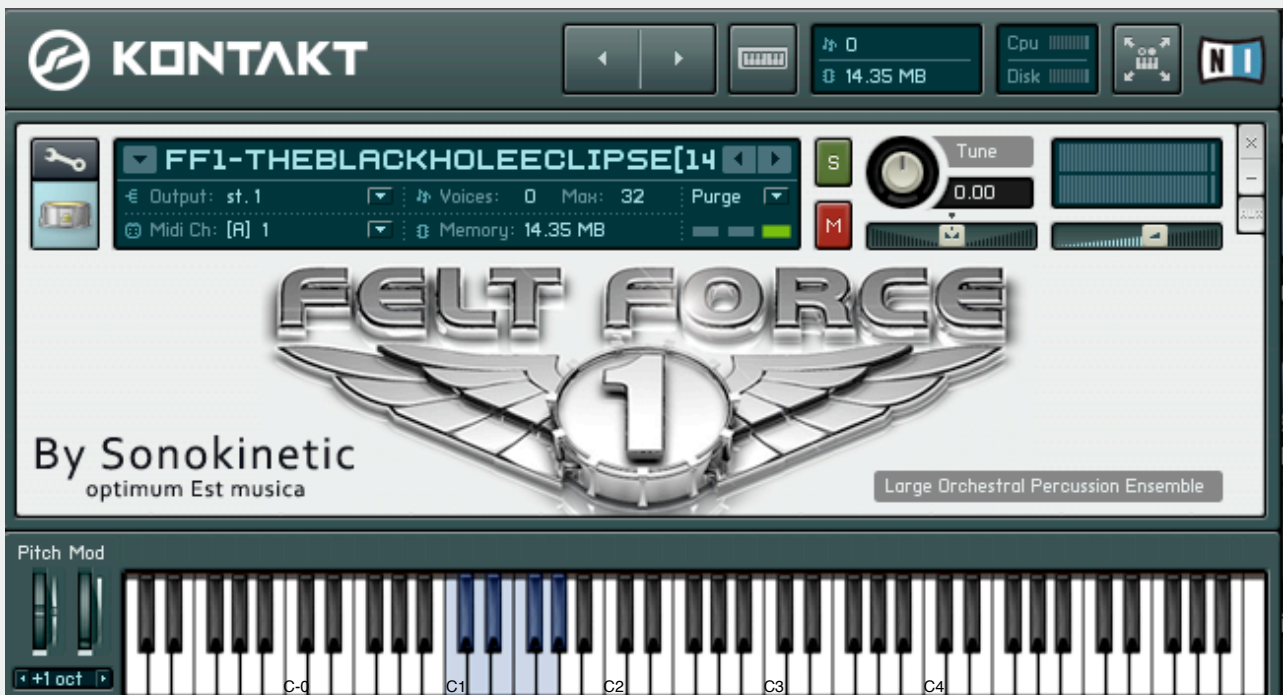 KONTAKT
0
14.35 MB
Cpu
Disk
NI
FF1-THEBLACKHOLEECLIPSE[14
S
Tune
Output: st. 1
Voices: 0 Max: 32
Purge
0.00
Midi Ch: [A] 1
Memory: 14.35 MB
M
AUX
FELT FORCE
1
By Sonokinetic
optimum Est musica
Large Orchestral Percussion Ensemble
Pitch Mod
+1 oct
C-0
C1
C2
C3
C4